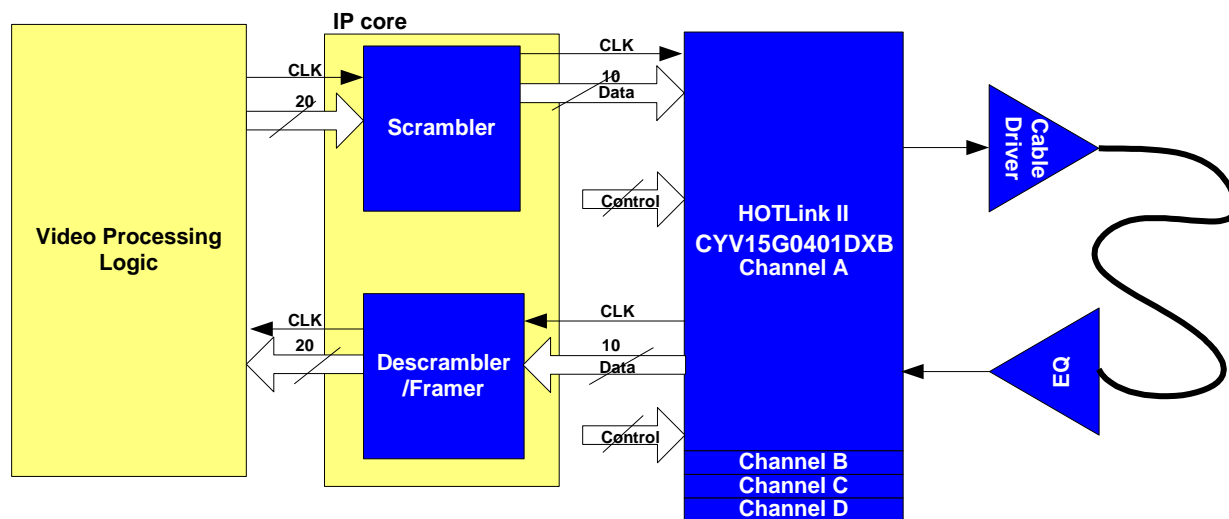 IP core
CLK
CLK
20
10
Data
Scrambler
Control
Cable
Driver
Video Processing
Logic
HOTLink II
CYV15G0401DXB
Channel A
CLK
CLK
20
10
Data
Descrambler
/Framer
EQ
Control
Channel B
Channel C
Channel D